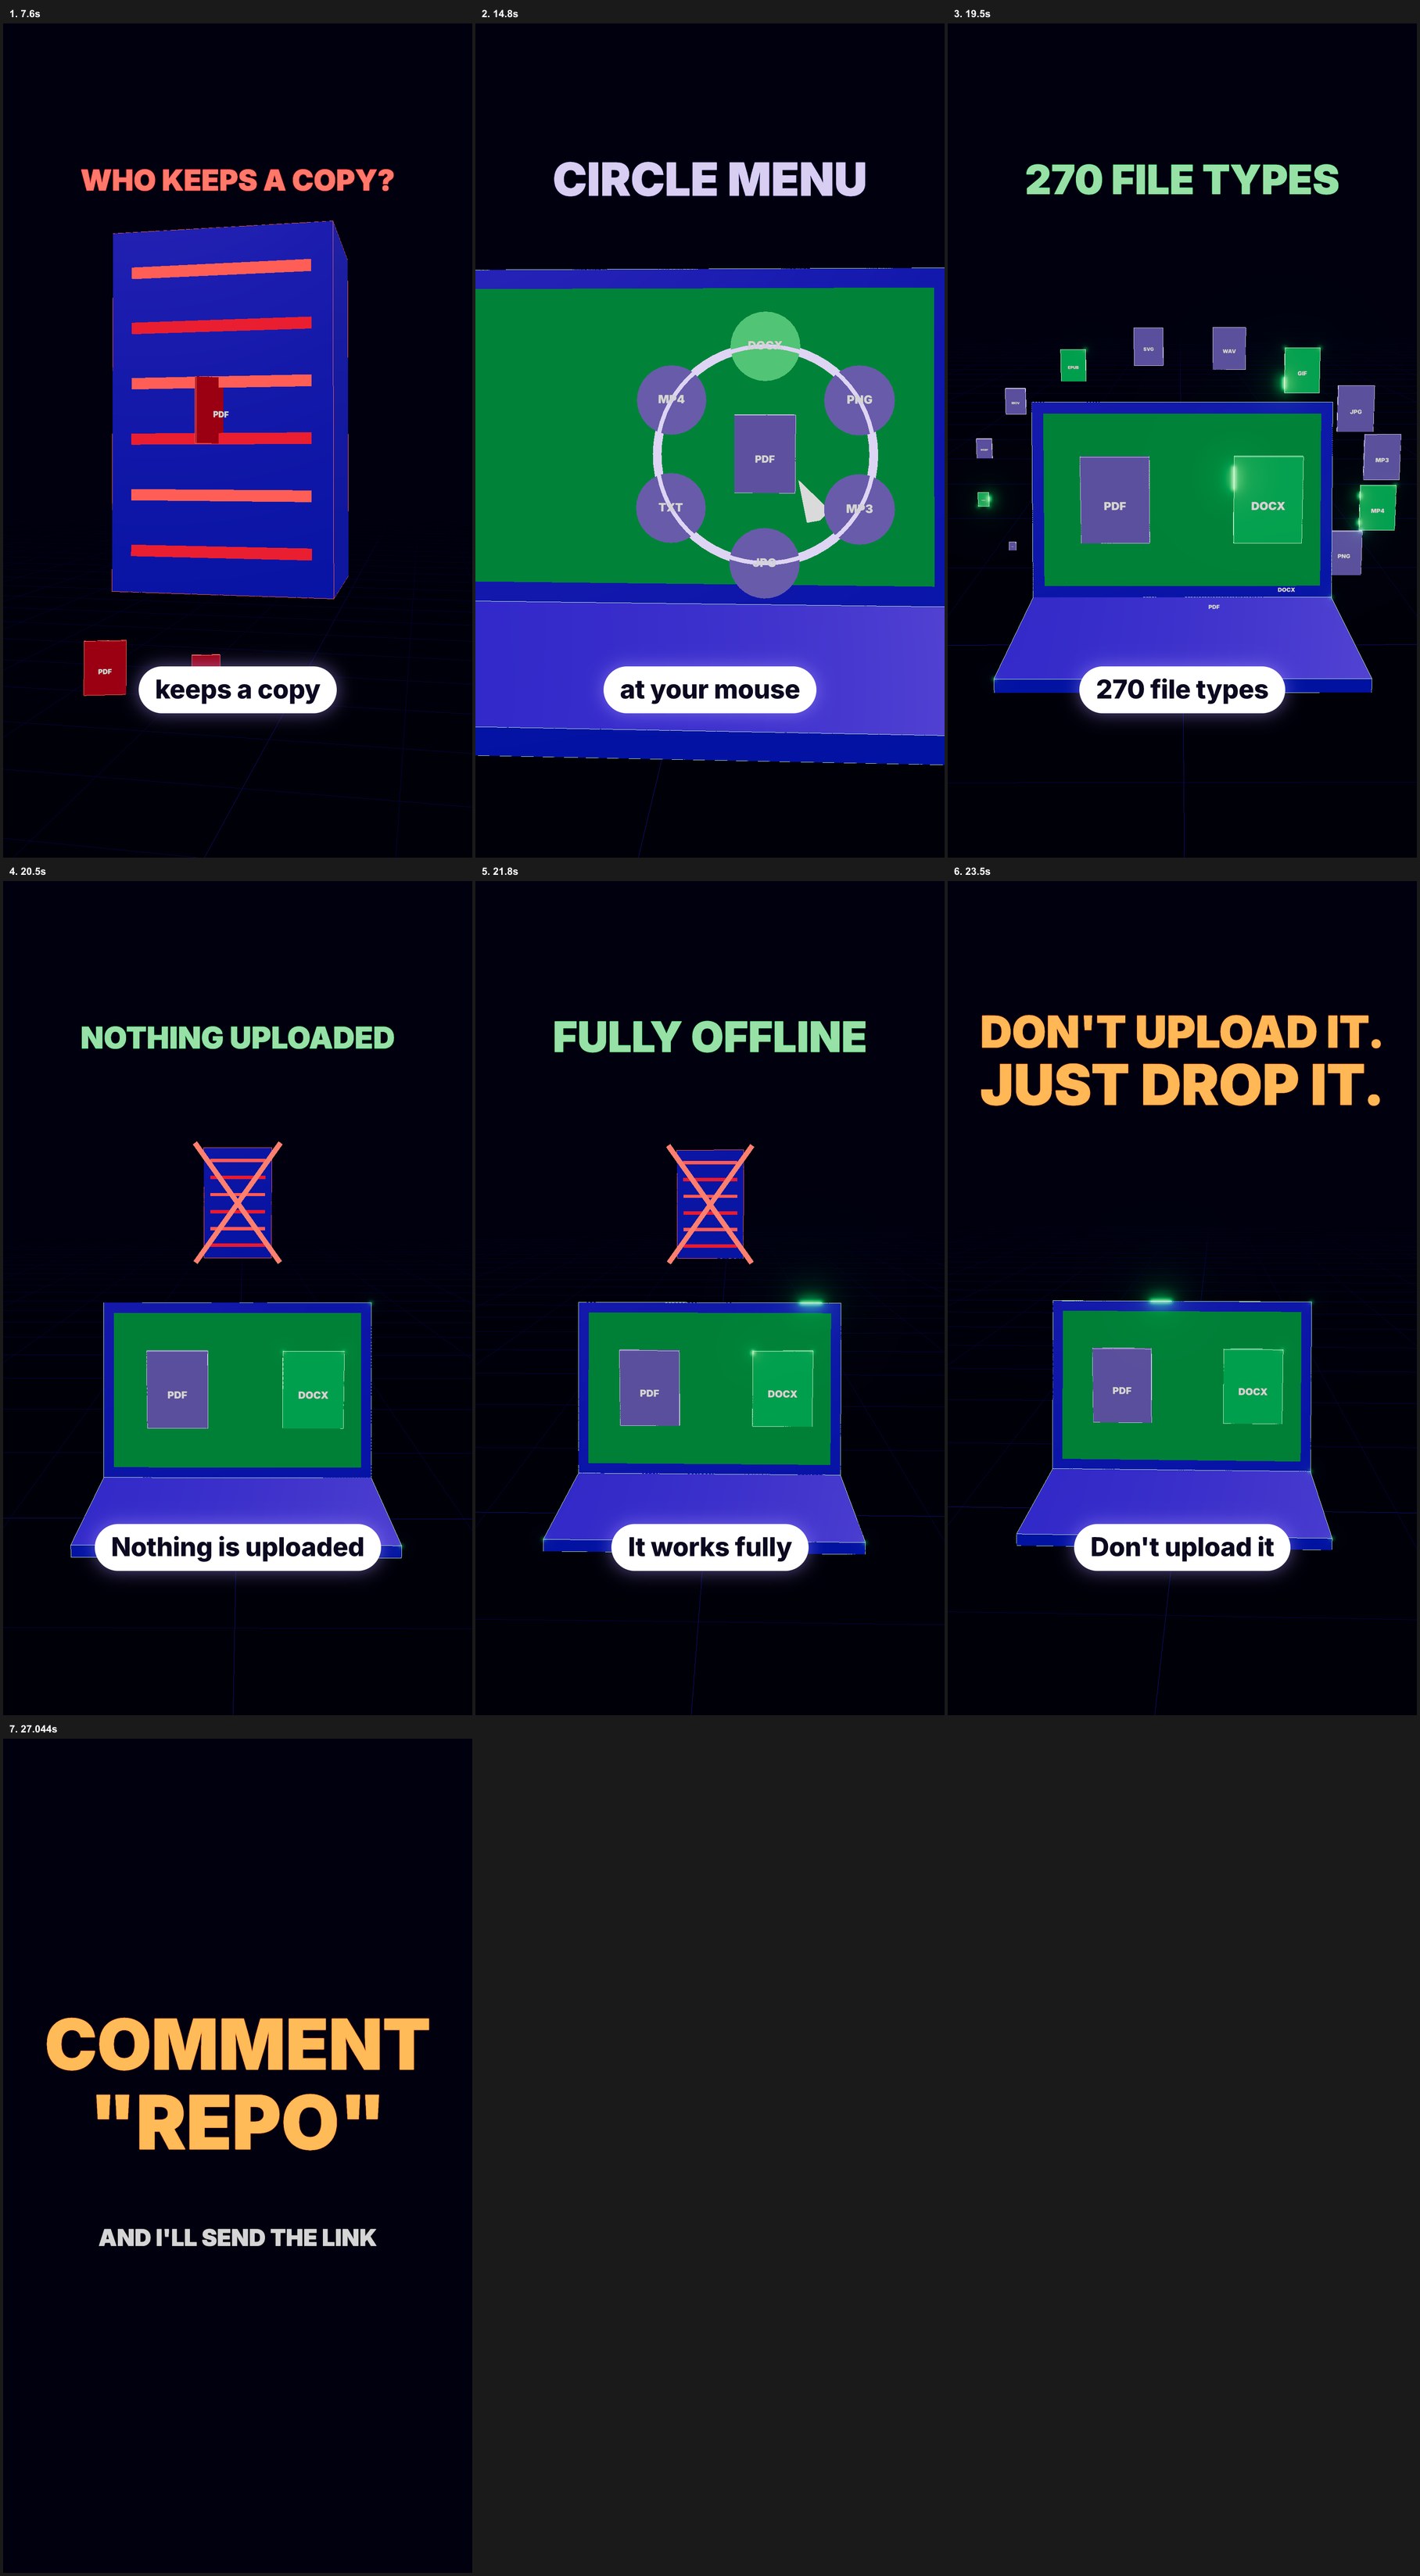 1. 7.6s
WHO KEEPS A COPY?
PDF
PDF
keeps a copy
2. 14.8s
CIRCLE MENU
DOCX
MP4
PNG
PDF
TXT
MP3
JPG
at your mouse
3. 19.5s
270 FILE TYPES
SVG
WAV
EPUB
GIF
JPG
MP3
PDF
DOCX
MP4
PNG
DOCX
PDF
270 file types
4. 20.5s
NOTHING UPLOADED
PDF
DOCX
Nothing is uploaded
5. 21.8s
FULLY OFFLINE
PDF
DOCX
It works fully
6. 23.5s
DON'T UPLOAD IT.
JUST DROP IT.
PDF
DOCX
Don't upload it
7. 27.044s
COMMENT
"REPO"
AND I'LL SEND THE LINK